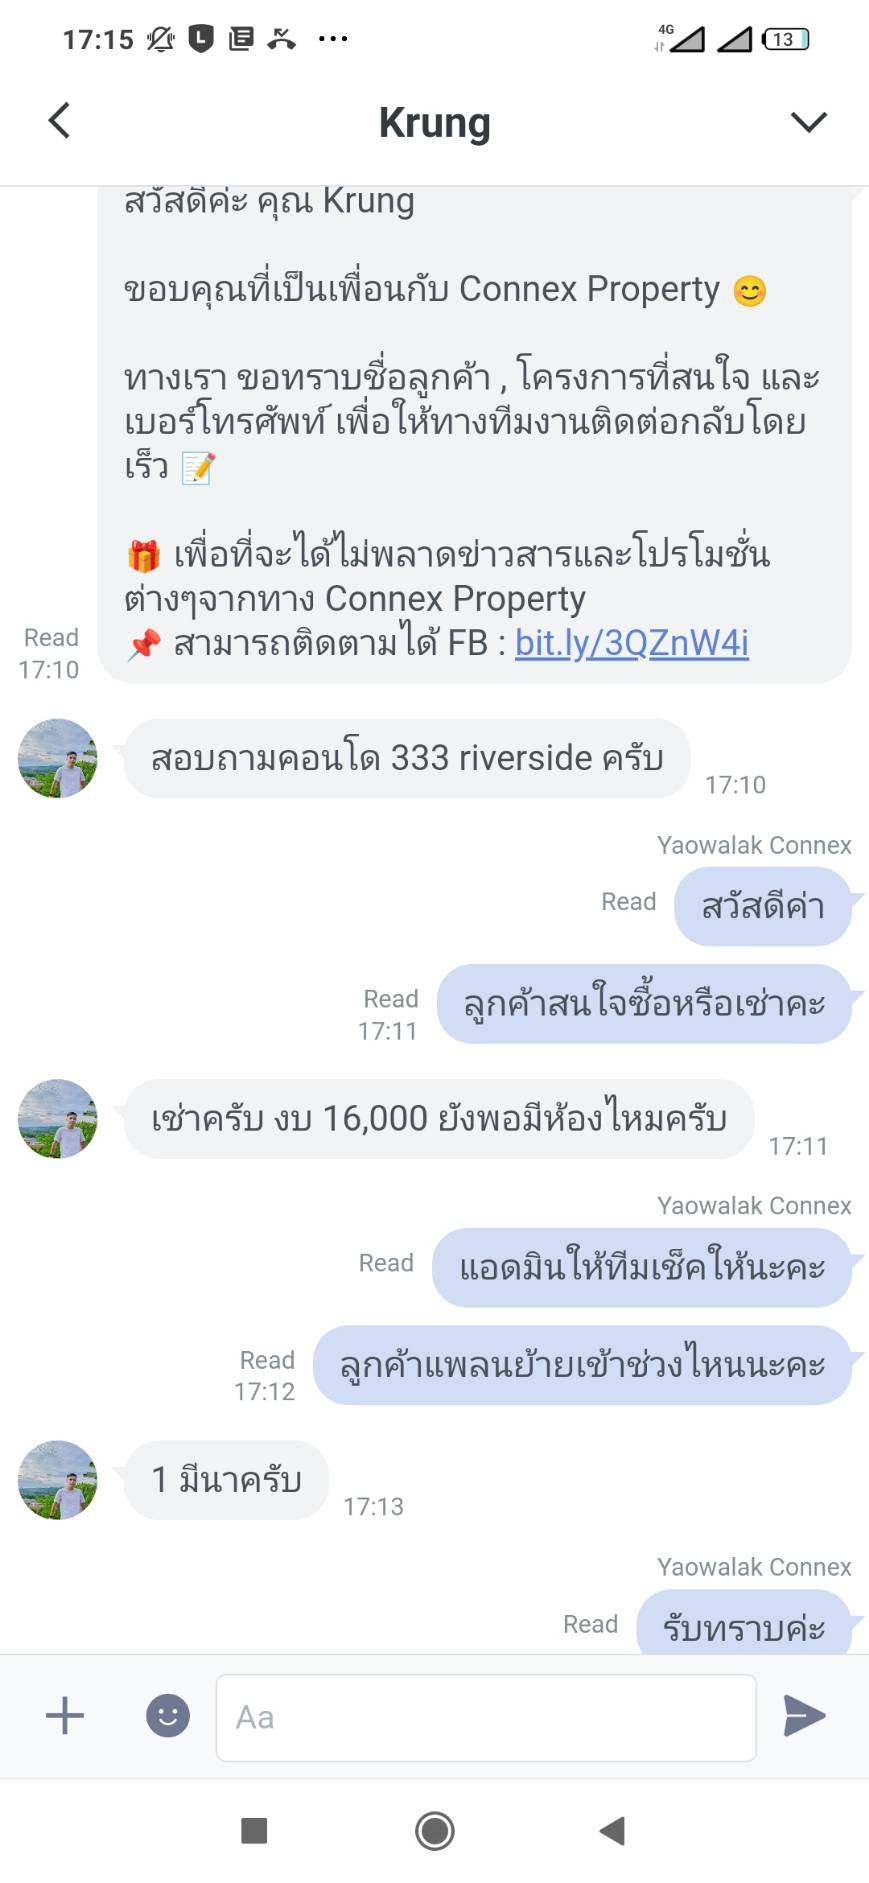 17:15
4G
13
Krung
สวัสดีค่ะ คุณ Krung
ขอบคุณที่เป็นเพื่อนกับ Connex Property 😊
ทางเรา ขอทราบชื่อลูกค้า , โครงการที่สนใจ และ
เบอร์โทรศัพท์ เพื่อให้ทางทีมงานติดต่อกลับโดย
เร็ว 📝
🎁 เพื่อที่จะได้ไม่พลาดข่าวสารและโปรโมชั่น
ต่างๆจากทาง Connex Property
📌 สามารถติดตามได้ FB : bit.ly/3QZnW4i
Read
17:10
สอบถามคอนโด 333 riverside ครับ
17:10
Yaowalak Connex
Read
สวัสดีค่า
ลูกค้าสนใจซื้อหรือเช่าคะ
Read
17:11
เช่าครับ งบ 16,000 ยังพอมีห้องไหมครับ
17:11
Yaowalak Connex
Read
แอดมินให้ทีมเช็คให้นะคะ
ลูกค้าแพลนย้ายเข้าช่วงไหนนะคะ
Read
17:12
1 มีนาครับ
17:13
Yaowalak Connex
Read
รับทราบค่ะ
Aa